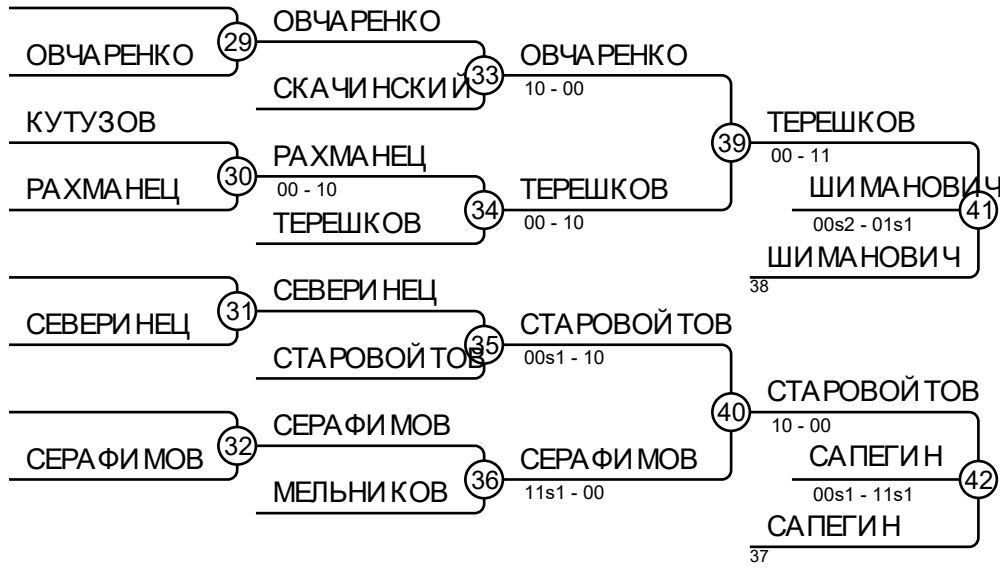 ОВЧАРЕНКО
29
ОВЧАРЕНКО
СКАЧИНСКИЙ
33
ОВЧАРЕНКО
10 - 00
КУТУЗОВ
РАХМАНЕЦ
30
РАХМАНЕЦ
00 - 10
ТЕРЕШКОВ
34
ТЕРЕШКОВ
00 - 10
39
ТЕРЕШКОВ
00 - 11
ШИМАНОВИЧ
00s2 - 01s1
41
ШИМАНОВИЧ
38
СЕВЕРИНЕЦ
31
СЕВЕРИНЕЦ
СТАРОВОЙТОВ
35
СТАРОВОЙТОВ
00s1 - 10
СЕРАФИМОВ
32
СЕРАФИМОВ
МЕЛЬНИКОВ
36
СЕРАФИМОВ
11s1 - 00
40
СТАРОВОЙТОВ
10 - 00
САПЕГИН
00s1 - 11s1
42
САПЕГИН
37